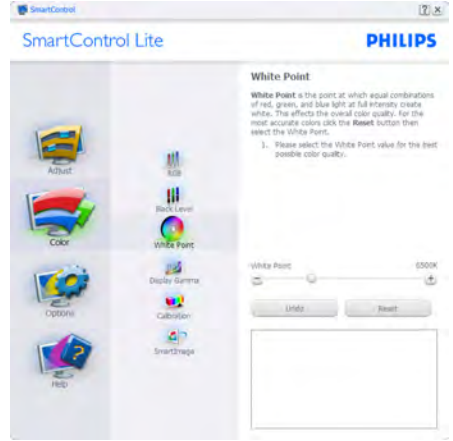 SmartControl
? ×
SmartControl Lite
PHILIPS
Adjust
Color
Options
Help
RGB
Black Level
White Point
Display Gamma
Calibration
SmartImage
White Point
White Point is the point at which equal combinations
of red, green, and blue light at full intensity create
white. This effects the overall color quality. For the
most accurate colors click the Reset button then
select the White Point.
1. Please select the White Point value for the best
possible color quality.
White Point 6500K
Undo Reset